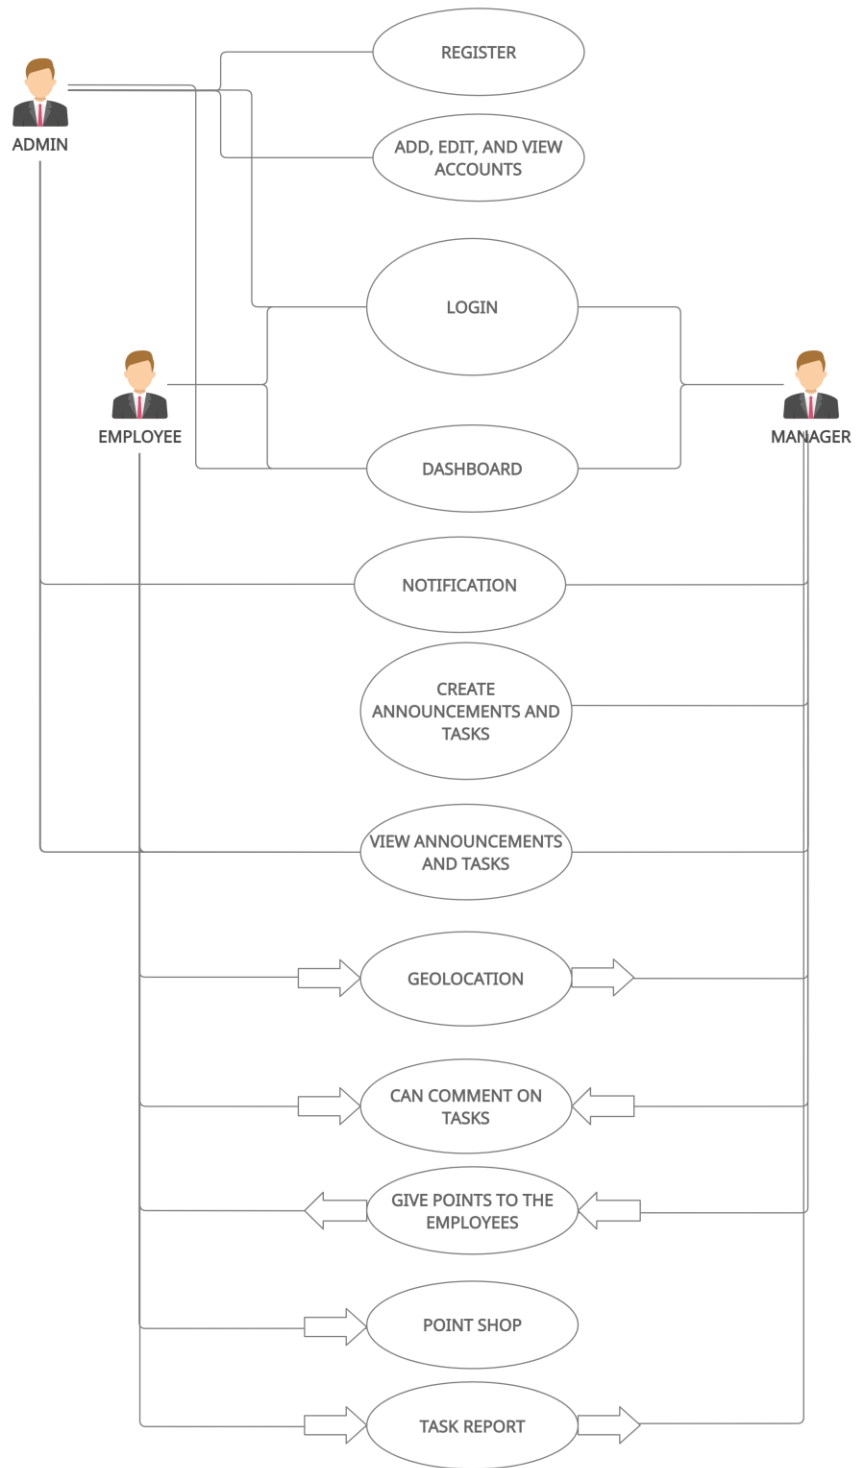 REGISTER
ADMIN
ADD, EDIT, AND VIEW
ACCOUNTS
LOGIN
EMPLOYEE
MANAGER
DASHBOARD
NOTIFICATION
CREATE
ANNOUNCEMENTS AND
TASKS
VIEW ANNOUNCEMENTS
AND TASKS
GEOLOCATION
CAN COMMENT ON
TASKS
GIVE POINTS TO THE
EMPLOYEES
POINT SHOP
TASK REPORT